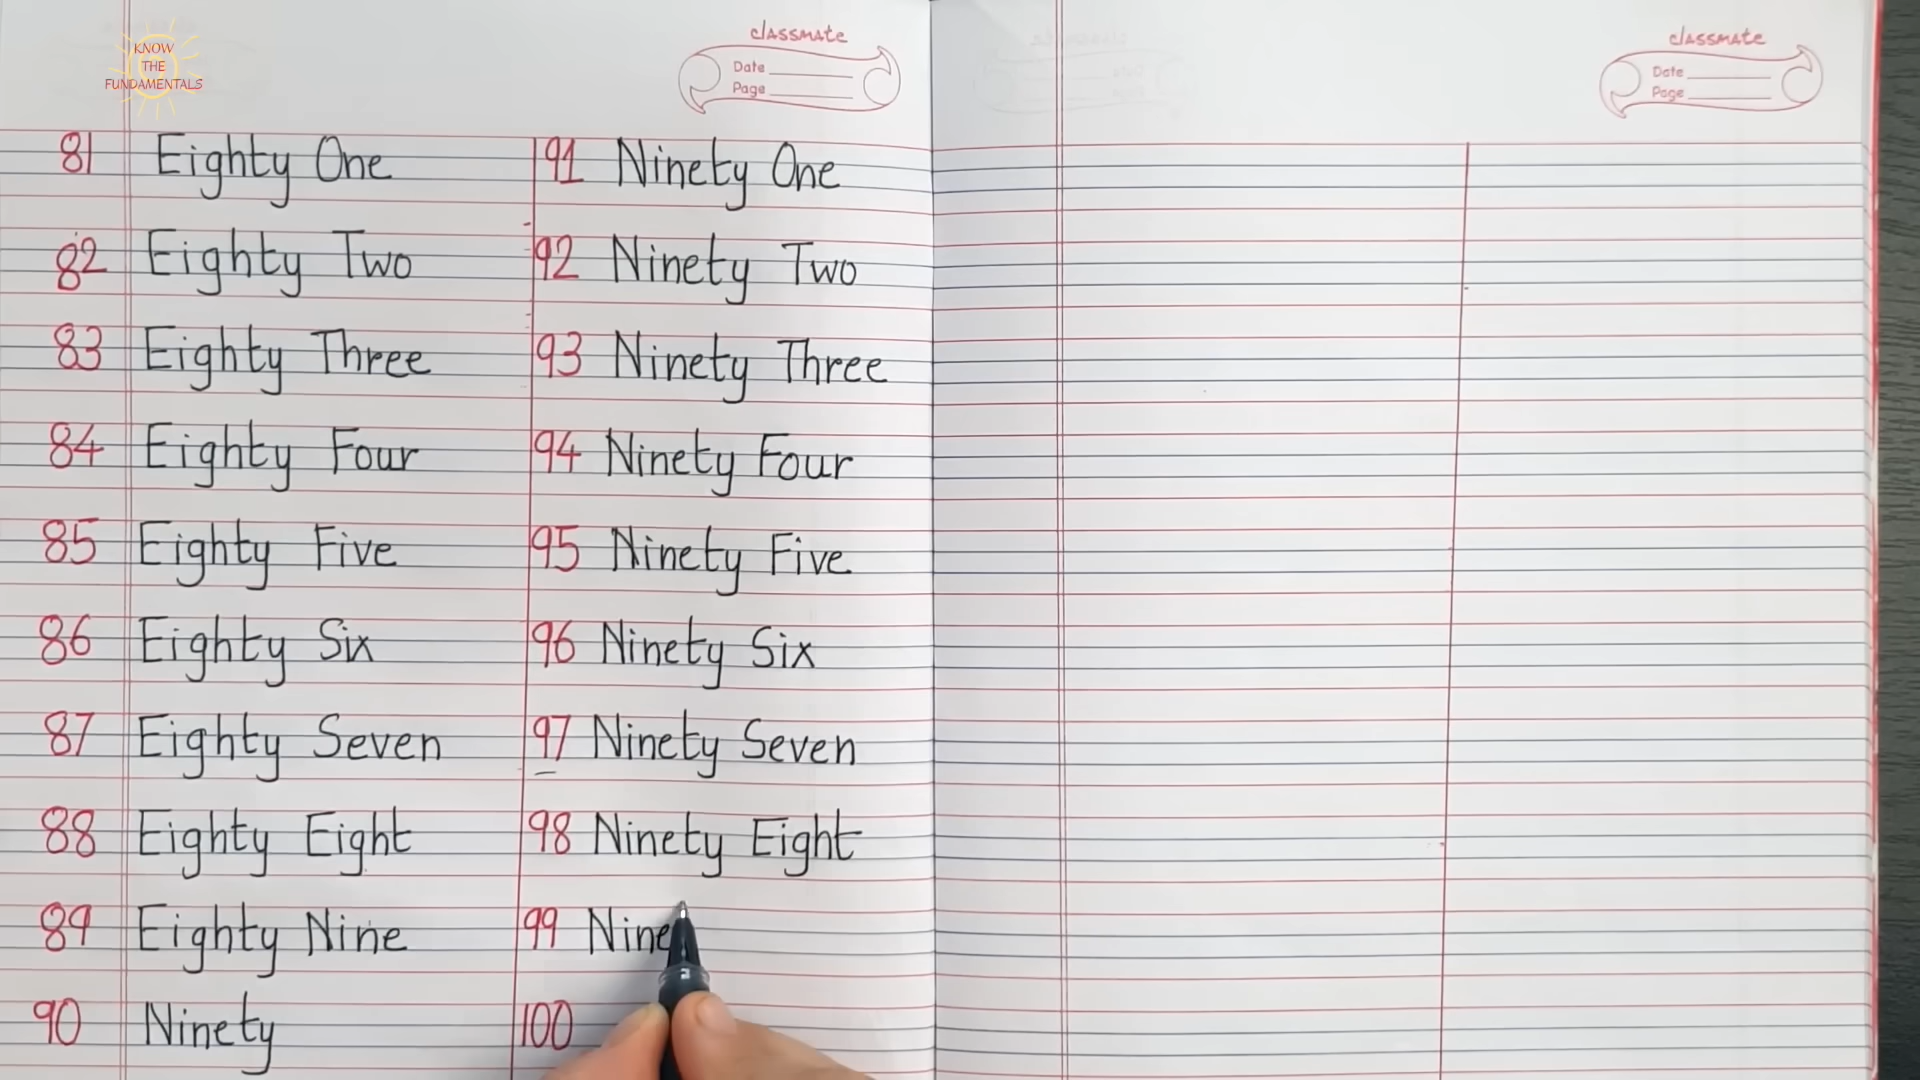 KNOW
THE
FUNDAMENTALS
classmate
Date
Page
classmate
Date
Page
81 Eighty One
82 Eighty Two
83 Eighty Three
84 Eighty Four
85 Eighty Five
86 Eighty Six
87 Eighty Seven
88 Eighty Eight
89 Eighty Nine
90 Ninety
91 Ninety One
92 Ninety Two
93 Ninety Three
94 Ninety Four
95 Ninety Five
96 Ninety Six
97 Ninety Seven
98 Ninety Eight
99 Nine
100